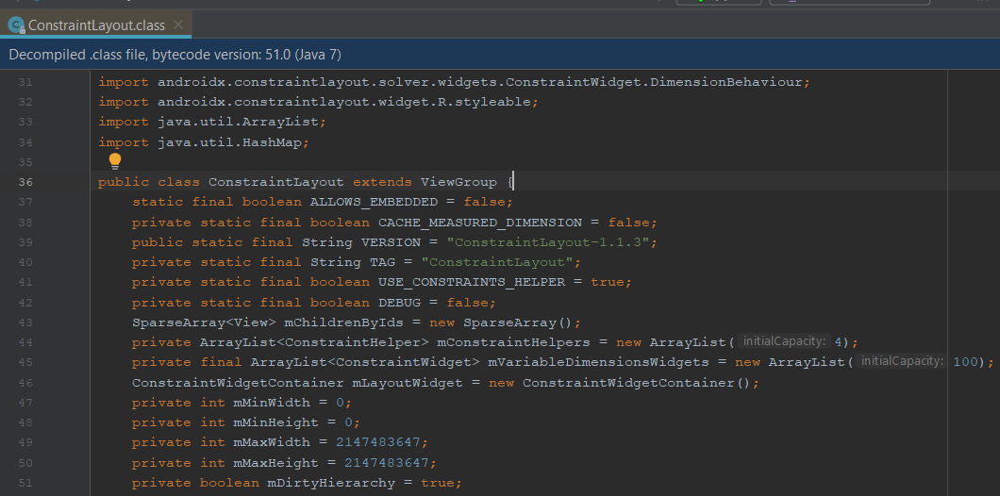 ConstraintLayout.class
Decompiled .class file, bytecode version: 51.0 (Java 7)
31 import androidx.constraintlayout.solver.widgets.ConstraintWidget.DimensionBehaviour;
32 import androidx.constraintlayout.widget.R.styleable;
33 import java.util.ArrayList;
34 import java.util.HashMap;
35
36 public class ConstraintLayout extends ViewGroup {
37 static final boolean ALLOWS_EMBEDDED = false;
38 private static final boolean CACHE_MEASURED_DIMENSION = false;
39 public static final String VERSION = "ConstraintLayout-1.1.3";
40 private static final String TAG = "ConstraintLayout";
41 private static final boolean USE_CONSTRAINTS_HELPER = true;
42 private static final boolean DEBUG = false;
43 SparseArray<View> mChildrenByIds = new SparseArray();
44 private ArrayList<ConstraintHelper> mConstraintHelpers = new ArrayList( initialCapacity: 4);
45 private final ArrayList<ConstraintWidget> mVariableDimensionsWidgets = new ArrayList( initialCapacity: 100);
46 ConstraintWidgetContainer mLayoutWidget = new ConstraintWidgetContainer();
47 private int mMinWidth = 0;
48 private int mMinHeight = 0;
49 private int mMaxWidth = 2147483647;
50 private int mMaxHeight = 2147483647;
51 private boolean mDirtyHierarchy = true;